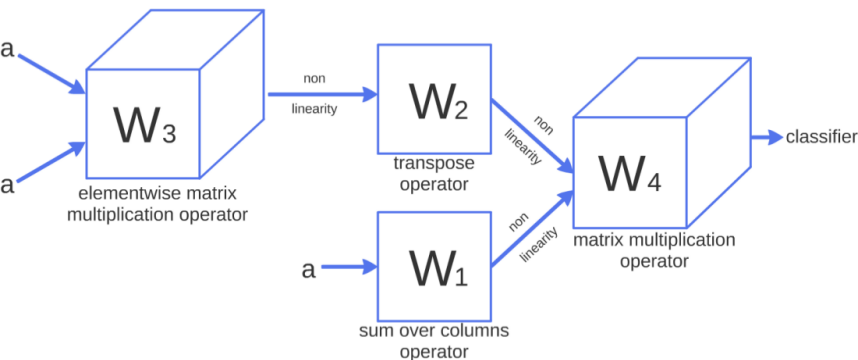 a
a
W3
elementwise matrix
multiplication operator
non
linearity
W2
transpose
operator
non
linearity
a
W1
sum over columns
operator
non
linearity
W4
matrix multiplication
operator
classifier